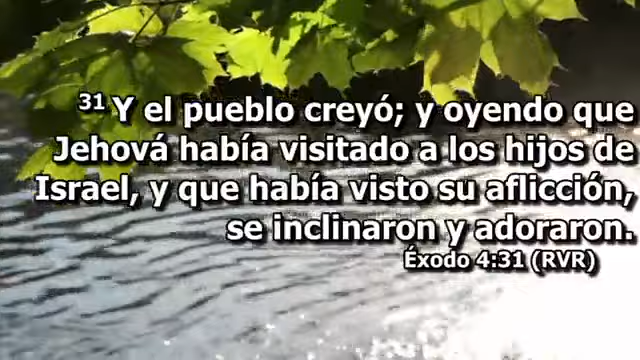 31 Y el pueblo creyó; y oyendo que
Jehová había visitado a los hijos de
Israel, y que había visto su aflicción,
se inclinaron y adoraron.
Éxodo 4:31 (RVR)